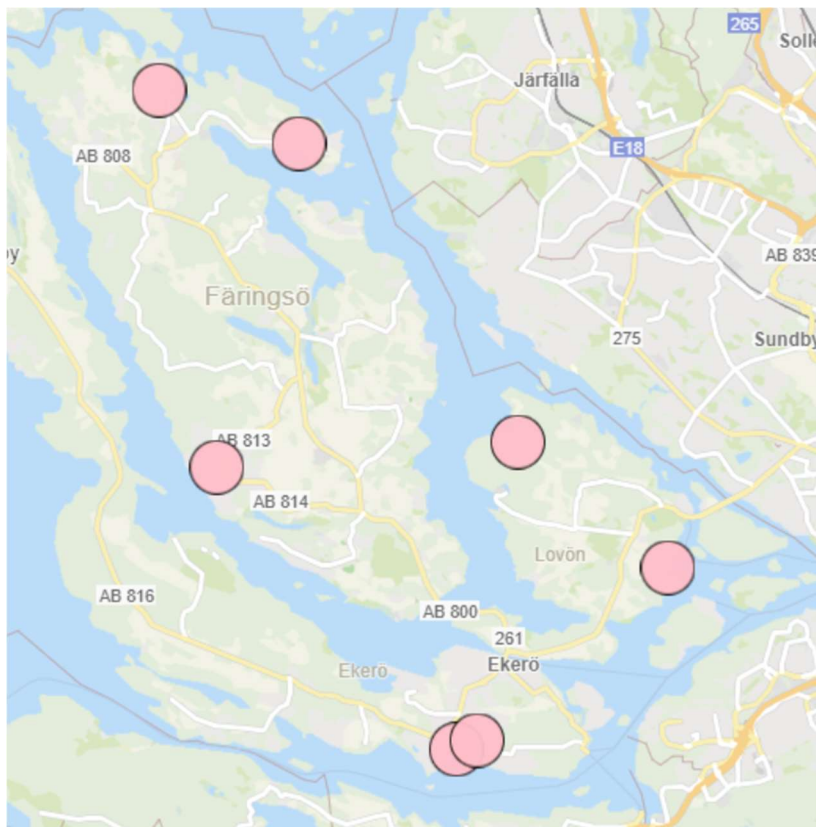 265
Solle
Järfälla
E18
AB 808
AB 839
by
Färingsö
275
Sundby
AB 813
AB 814
Lovön
AB 816
AB 800
261
Ekerö
Ekerö